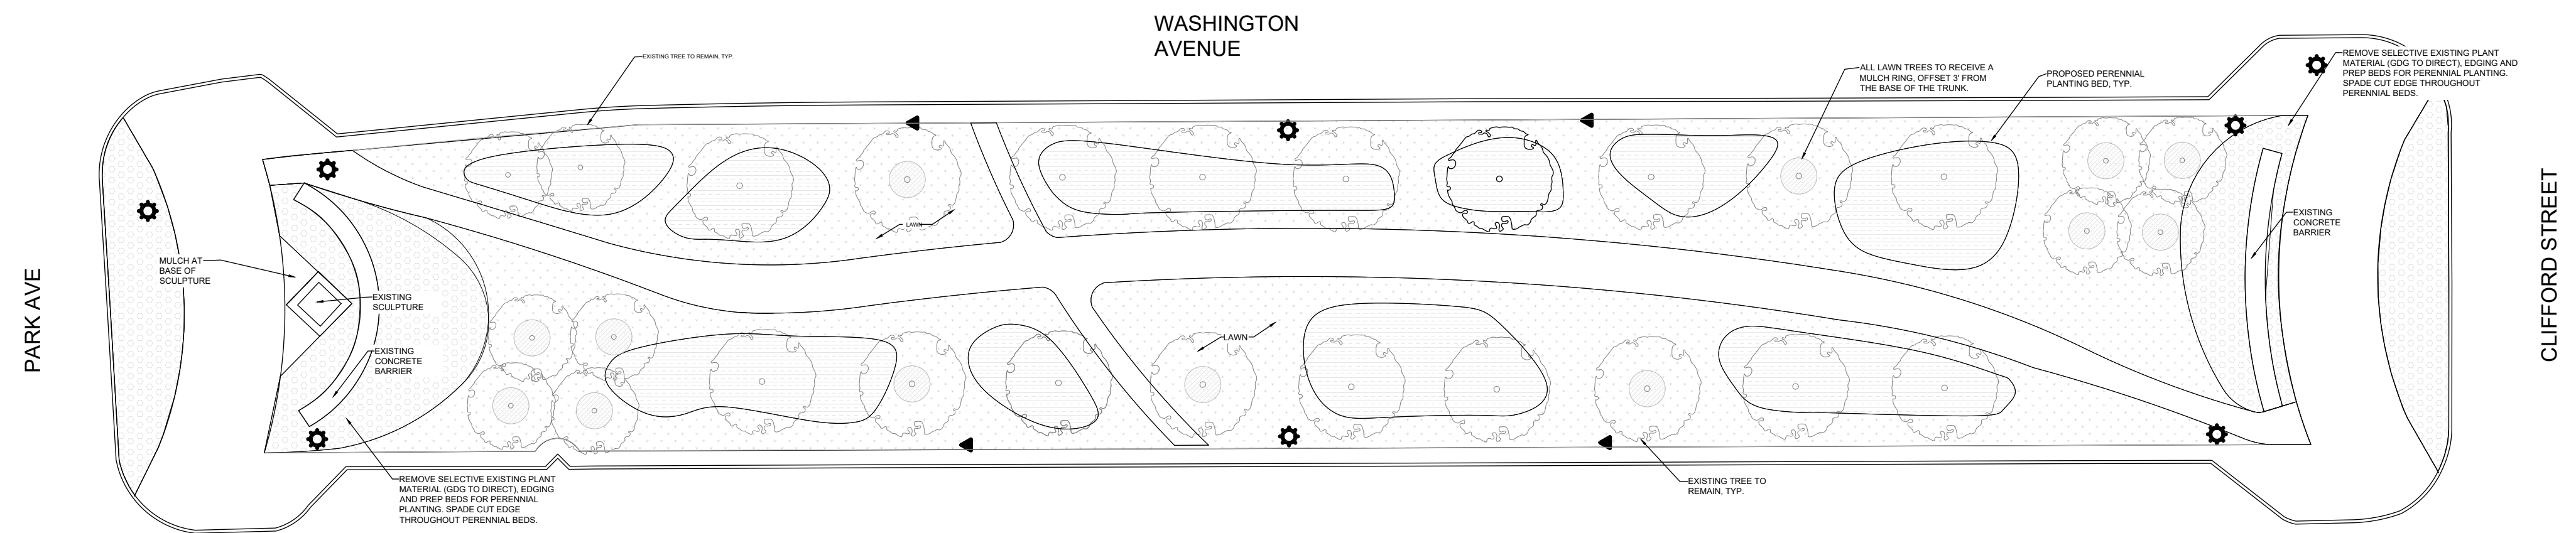 WASHINGTON
AVENUE
EXISTING TREE TO REMAIN, TYP.
ALL LAWN TREES TO RECEIVE A
MULCH RING, OFFSET 3' FROM
THE BASE OF THE TRUNK.
PROPOSED PERENNIAL
PLANTING BED, TYP.
REMOVE SELECTIVE EXISTING PLANT
MATERIAL (GDG TO DIRECT), EDGING AND
PREP BEDS FOR PERENNIAL PLANTING.
SPADE CUT EDGE THROUGHOUT
PERENNIAL BEDS.
LAWN
EXISTING
CONCRETE
BARRIER
MULCH AT
BASE OF
SCULPTURE
EXISTING
SCULPTURE
PARK AVE
CLIFFORD STREET
LAWN
EXISTING
CONCRETE
BARRIER
REMOVE SELECTIVE EXISTING PLANT
MATERIAL (GDG TO DIRECT), EDGING
AND PREP BEDS FOR PERENNIAL
PLANTING. SPADE CUT EDGE
THROUGHOUT PERENNIAL BEDS.
EXISTING TREE TO
REMAIN, TYP.